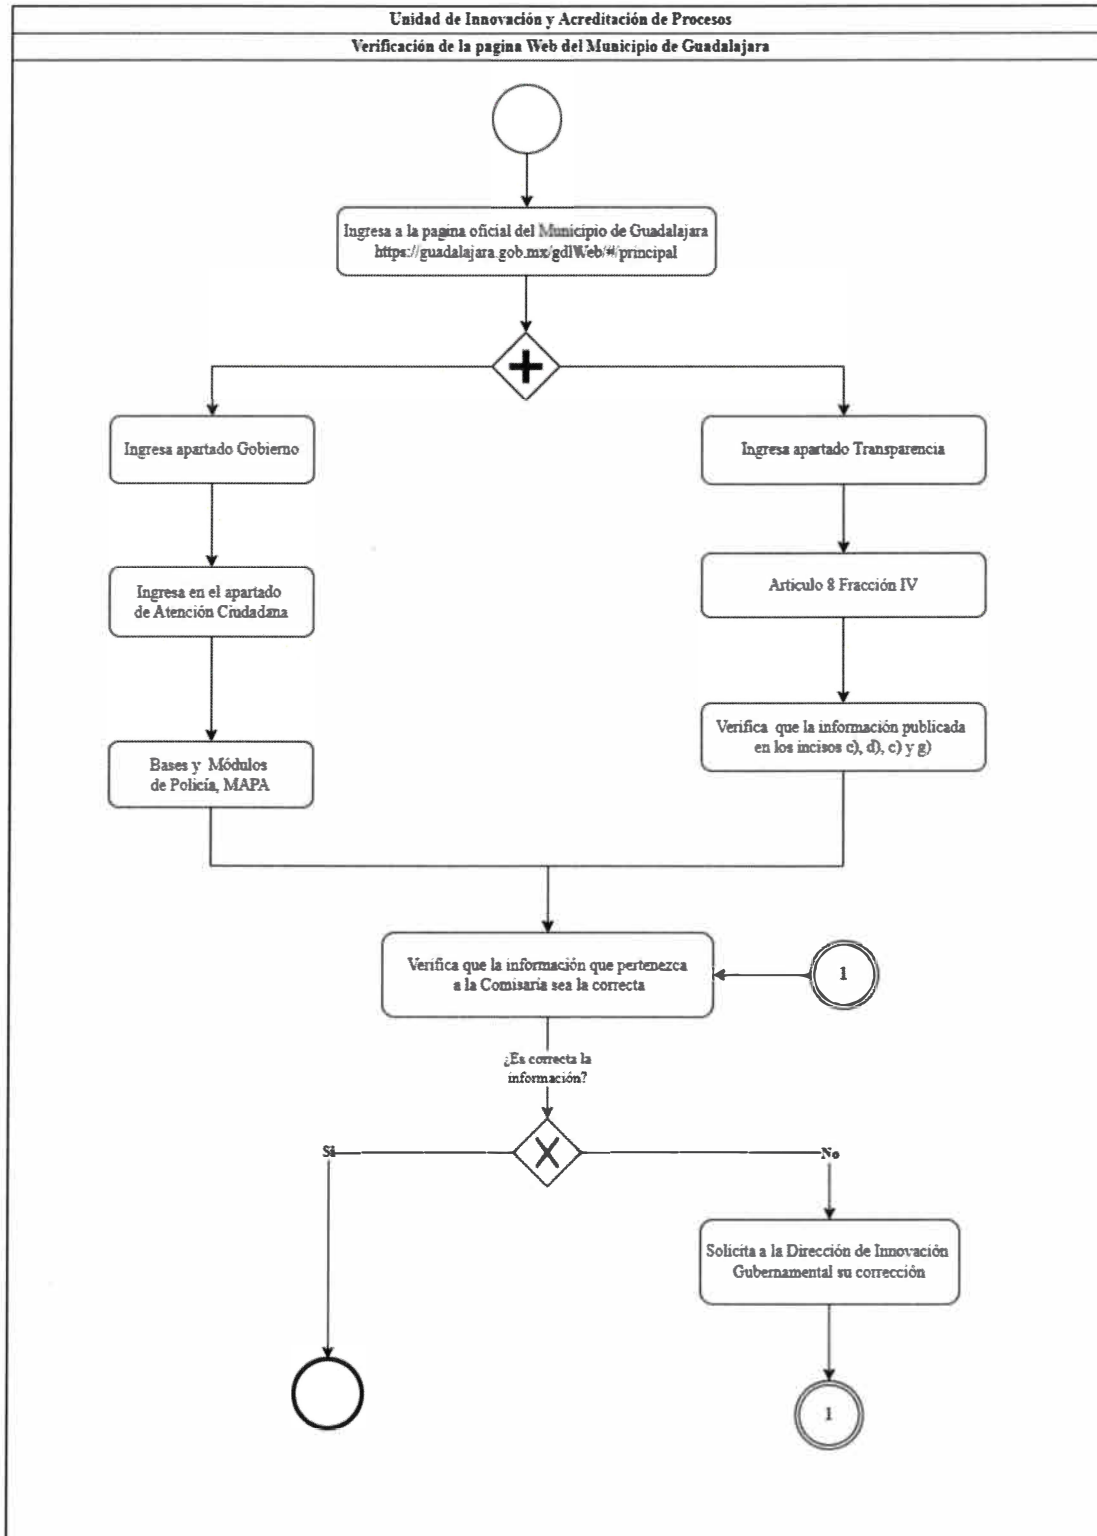 Unidad de Innovación y Acreditación de Procesos
Verificación de la pagina Web del Municipio de Guadalajara
Ingresa a la pagina oficial del Municipio de Guadalajara
https://guadalajara.gob.mx/gdlWeb/#/principal
Ingresa apartado Gobierno
Ingresa apartado Transparencia
Ingresa en el apartado
de Atención Ciudadana
Articulo 8 Fracción IV
Bases y Módulos
de Policía, MAPA
Verifica que la información publicada
en los incisos c), d), c) y g)
Verifica que la información que pertenezca
a la Comisaría sea la correcta
1
¿Es correcta la
información?
Si
No
Solicita a la Dirección de Innovación
Gubernamental su corrección
1